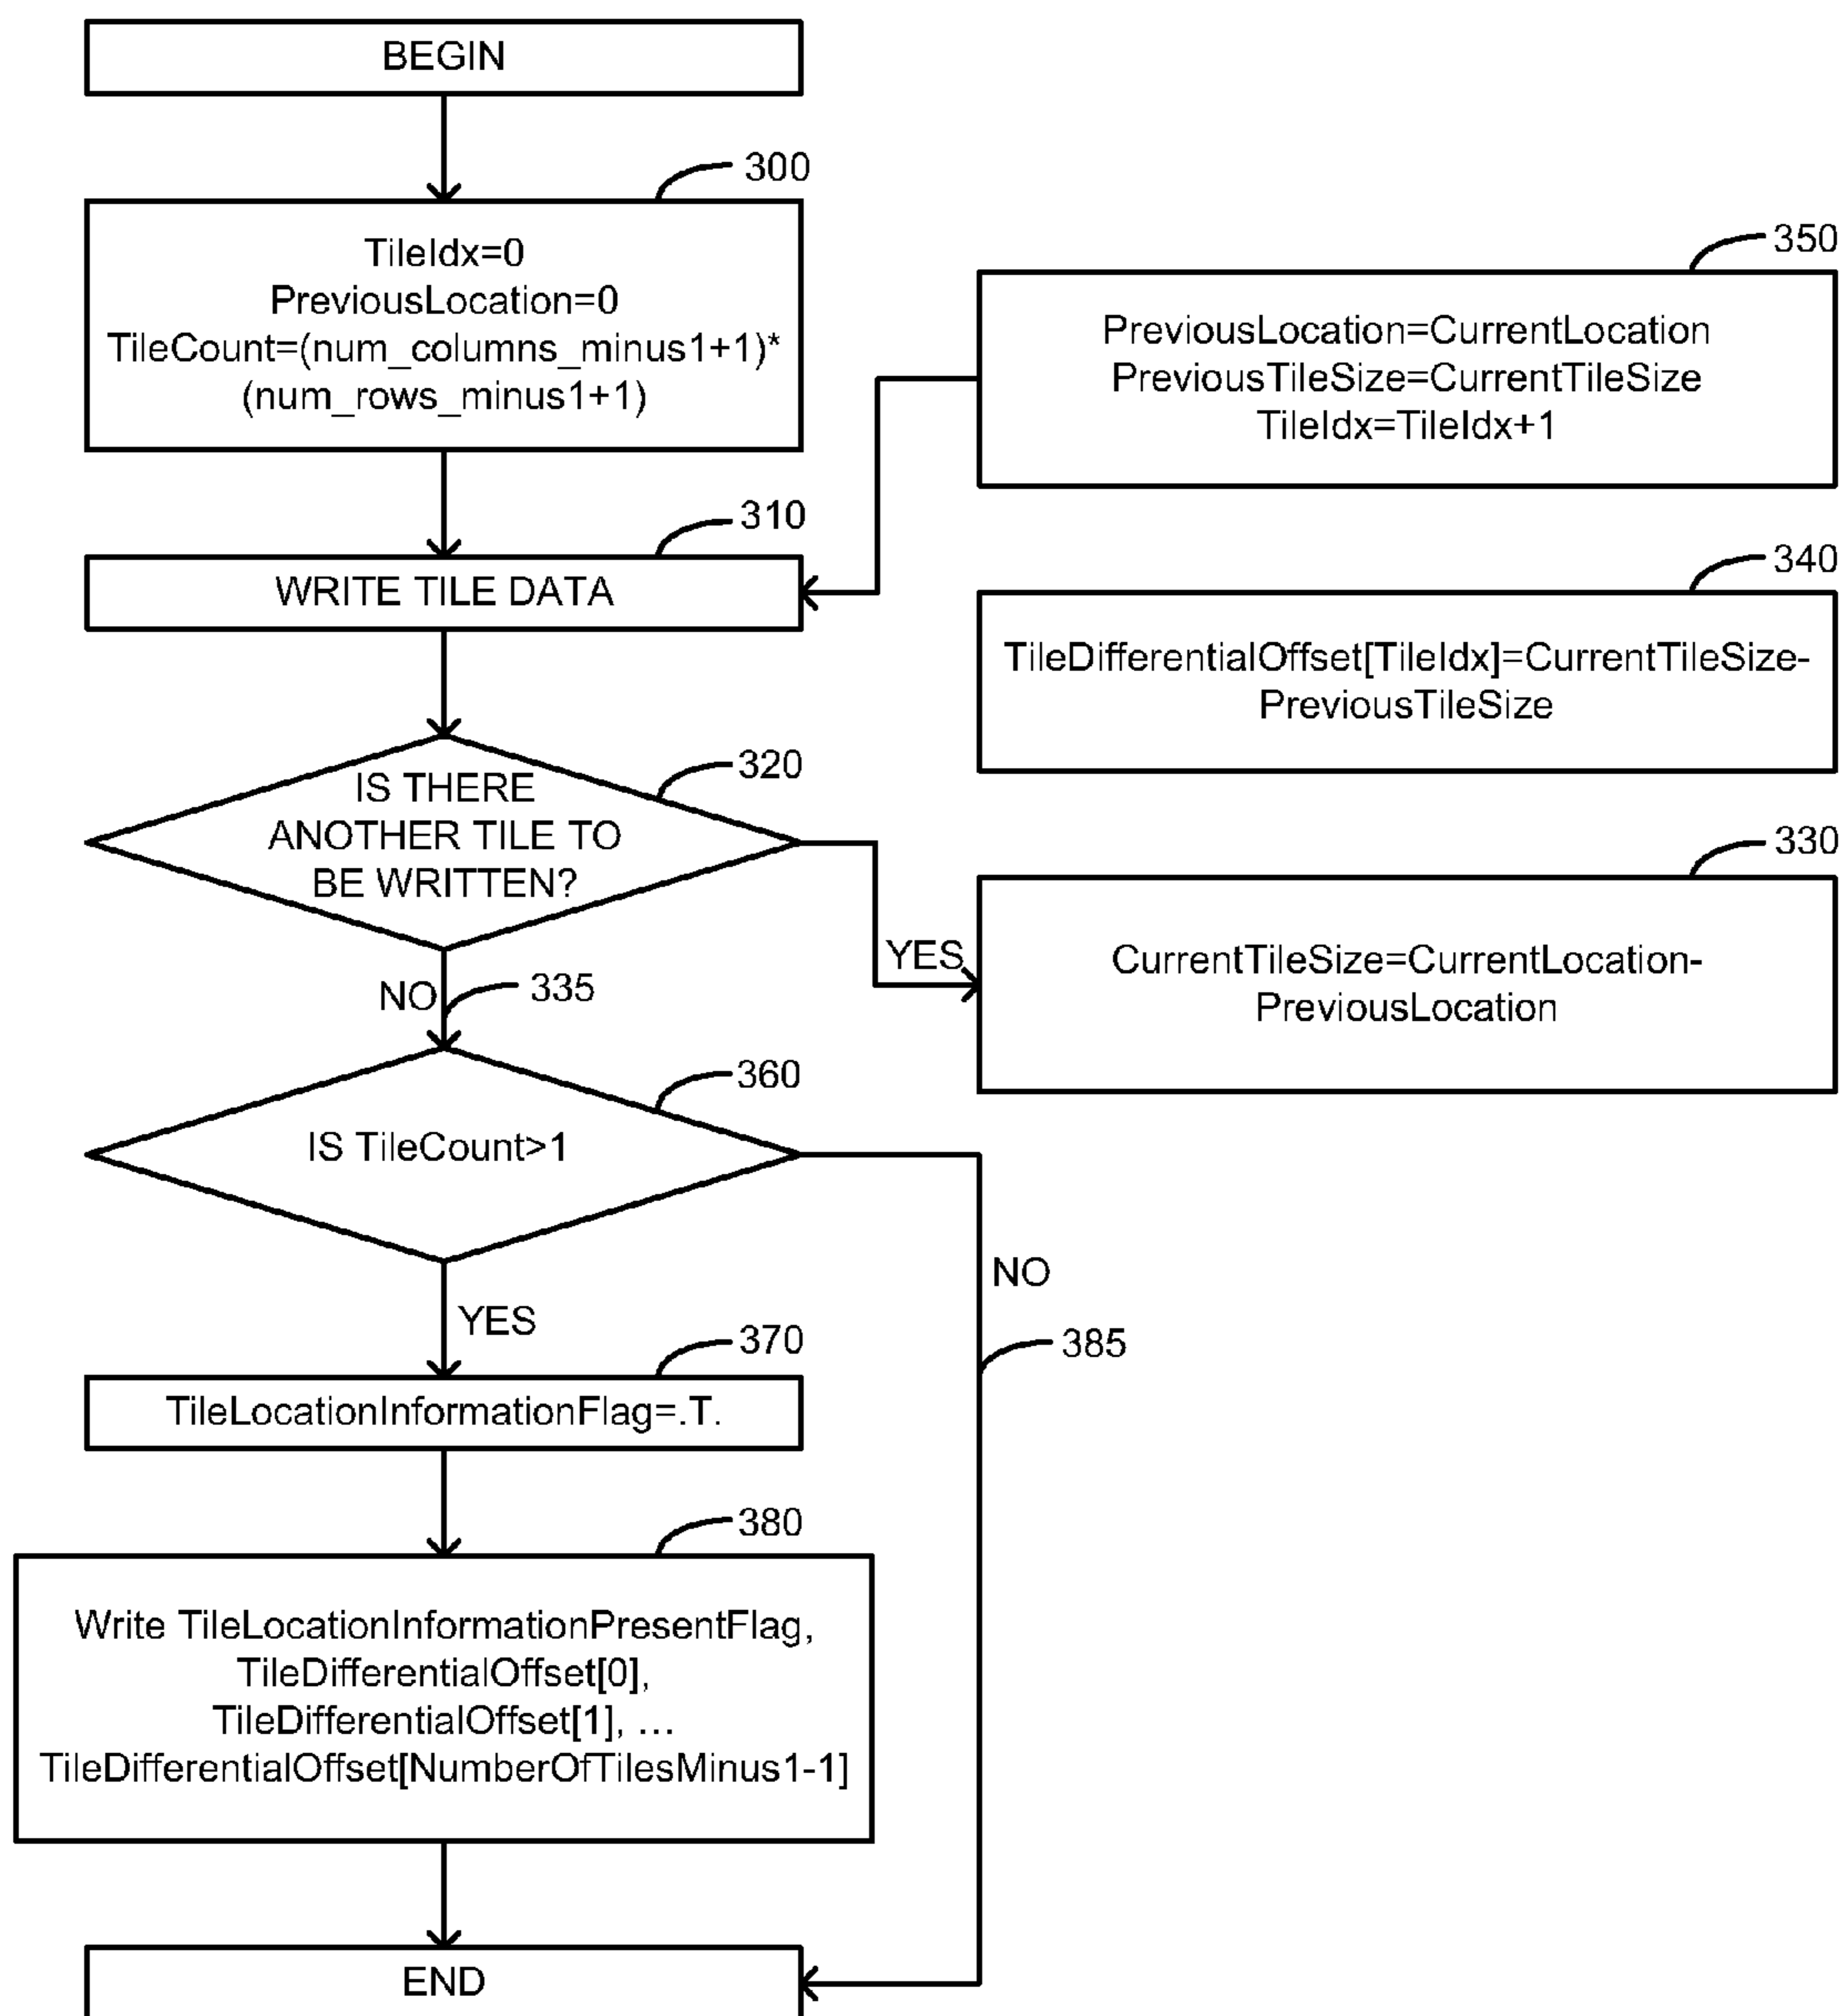 BEGIN
300
TileIdx=0
PreviousLocation=0
TileCount=(num_columns_minus1+1)*
(num_rows_minus1+1)
350
PreviousLocation=CurrentLocation
PreviousTileSize=CurrentTileSize
TileIdx=TileIdx+1
310
WRITE TILE DATA
340
TileDifferentialOffset[TileIdx]=CurrentTileSize-
PreviousTileSize
320
IS THERE
ANOTHER TILE TO
BE WRITTEN?
330
YES
CurrentTileSize=CurrentLocation-
PreviousLocation
NO
335
360
IS TileCount>1
NO
YES
370
385
TileLocationInformationFlag=.T.
380
Write TileLocationInformationPresentFlag,
TileDifferentialOffset[0],
TileDifferentialOffset[1], ...
TileDifferentialOffset[NumberOfTilesMinus1-1]
END